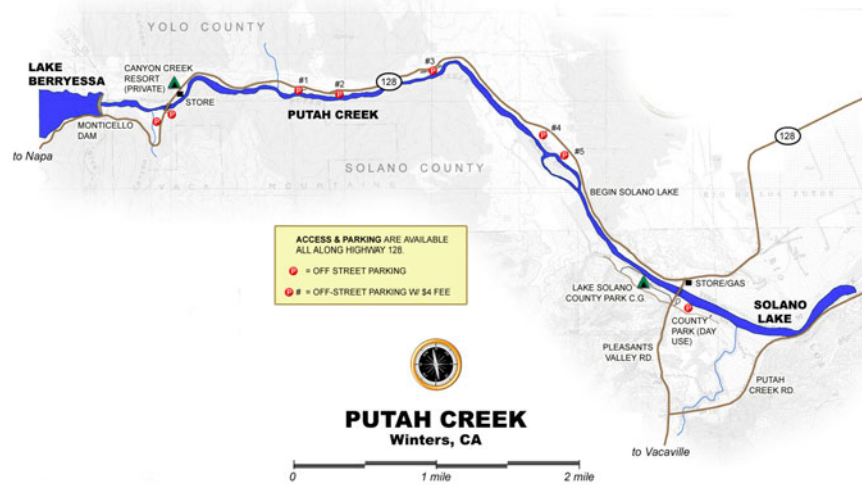 YOLO COUNTY
LAKE
BERRYESSA
CANYON CREEK
RESORT
(PRIVATE)
STORE
MONTICELLO
DAM
to Napa
#1
#2
128
#3
PUTAH CREEK
SOLANO COUNTY
VACA MOUNTAINS
#4
#5
128
BEGIN SOLANO LAKE
ACCESS & PARKING ARE AVAILABLE
ALL ALONG HIGHWAY 128.
P = OFF STREET PARKING
P # = OFF-STREET PARKING W/ $4 FEE
LAKE SOLANO
COUNTY PARK C.G.
STORE/GAS
SOLANO
LAKE
COUNTY
PARK (DAY
USE)
PLEASANTS
VALLEY RD.
PUTAH
CREEK RD.
to Vacaville
PUTAH CREEK
Winters, CA
0 1 mile 2 mile